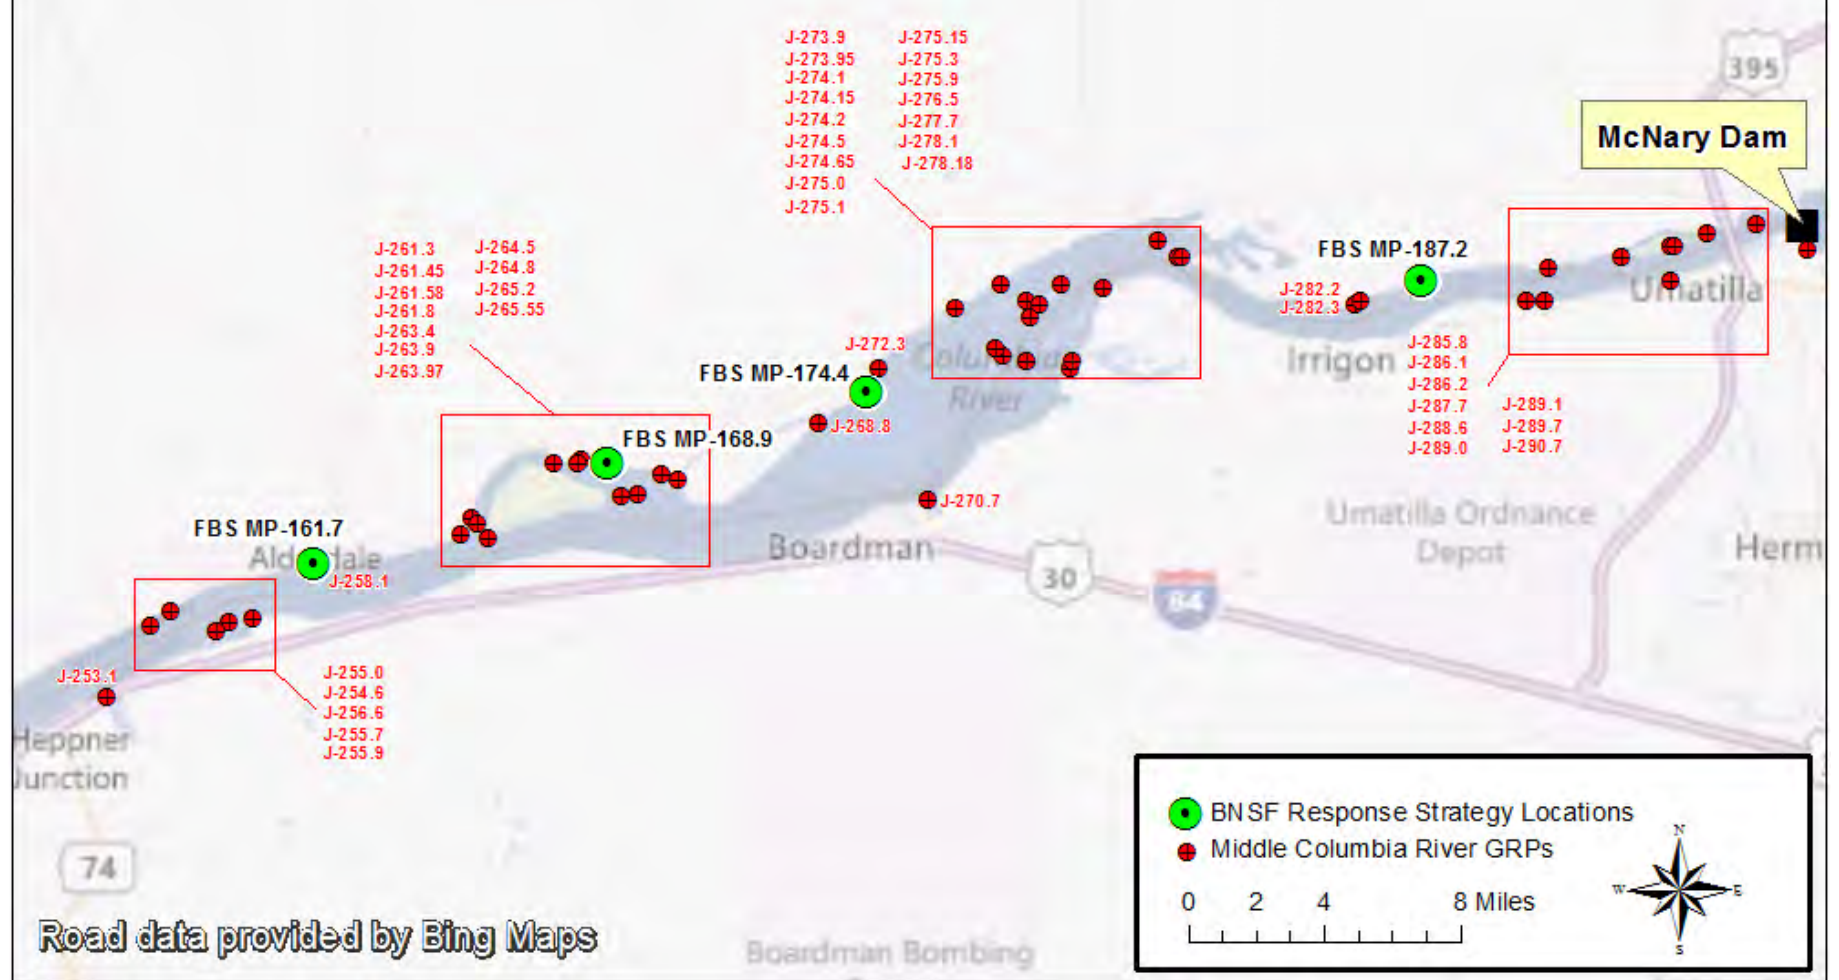 J-273.9
J-273.95
J-274.1
J-274.15
J-274.2
J-274.5
J-274.65
J-275.0
J-275.1
J-275.15
J-275.3
J-275.9
J-276.5
J-277.7
J-278.1
J-278.18
395
McNary Dam
J-261.3
J-261.45
J-261.58
J-261.8
J-263.4
J-263.9
J-263.97
J-264.5
J-264.8
J-265.2
J-265.55
FBS MP-187.2
J-282.2
J-282.3
Umatilla
Irrigon
J-285.8
J-286.1
J-286.2
J-287.7
J-288.6
J-289.0
J-289.1
J-289.7
J-290.7
J-272.3
FBS MP-174.4
J-268.8
Columbia
River
FBS MP-168.9
J-270.7
Boardman
30
84
Umatilla Ordnance
Depot
Herm
FBS MP-161.7
J-258.1
J-253.1
J-255.0
J-254.6
J-256.6
J-255.7
J-255.9
Heppner
Junction
74
Road data provided by Bing Maps
Boardman Bombing
BNSF Response Strategy Locations
Middle Columbia River GRPs
0 2 4 8 Miles
N
W E
S